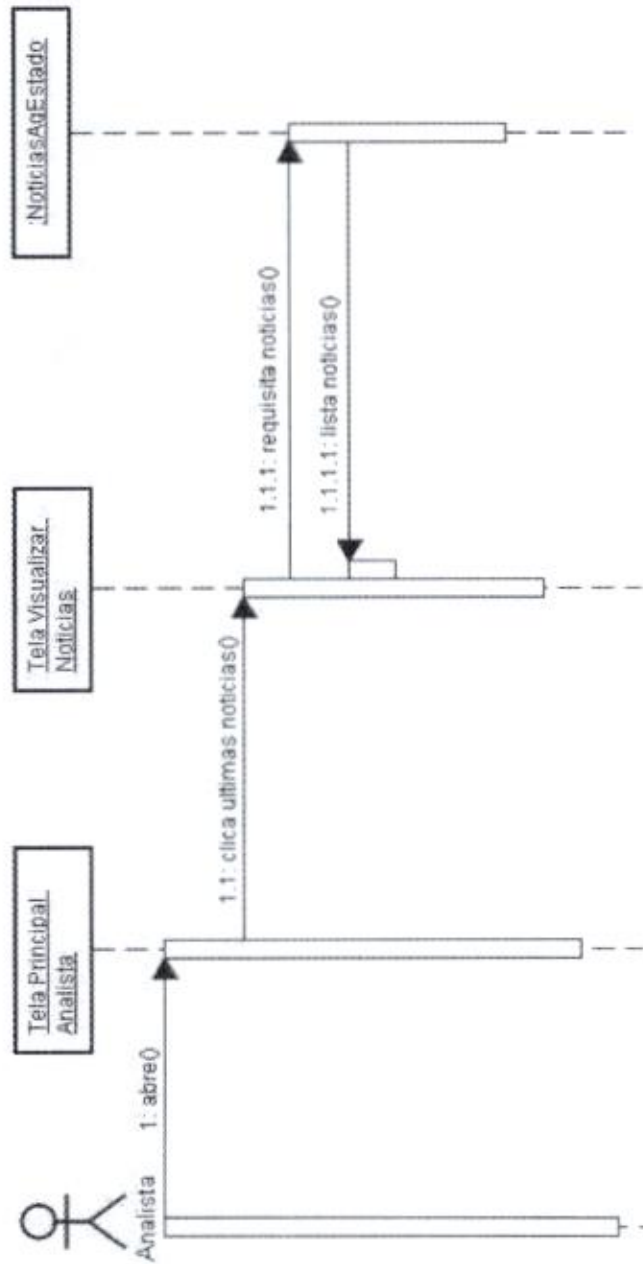 Analista
Tela Principal
Analista
Tela Visualizar
Noticias
:NoticiasAgEstado
1: abre()
1.1: clica ultimas noticias()
1.1.1: requisita noticias()
1.1.1.1: lista noticias()